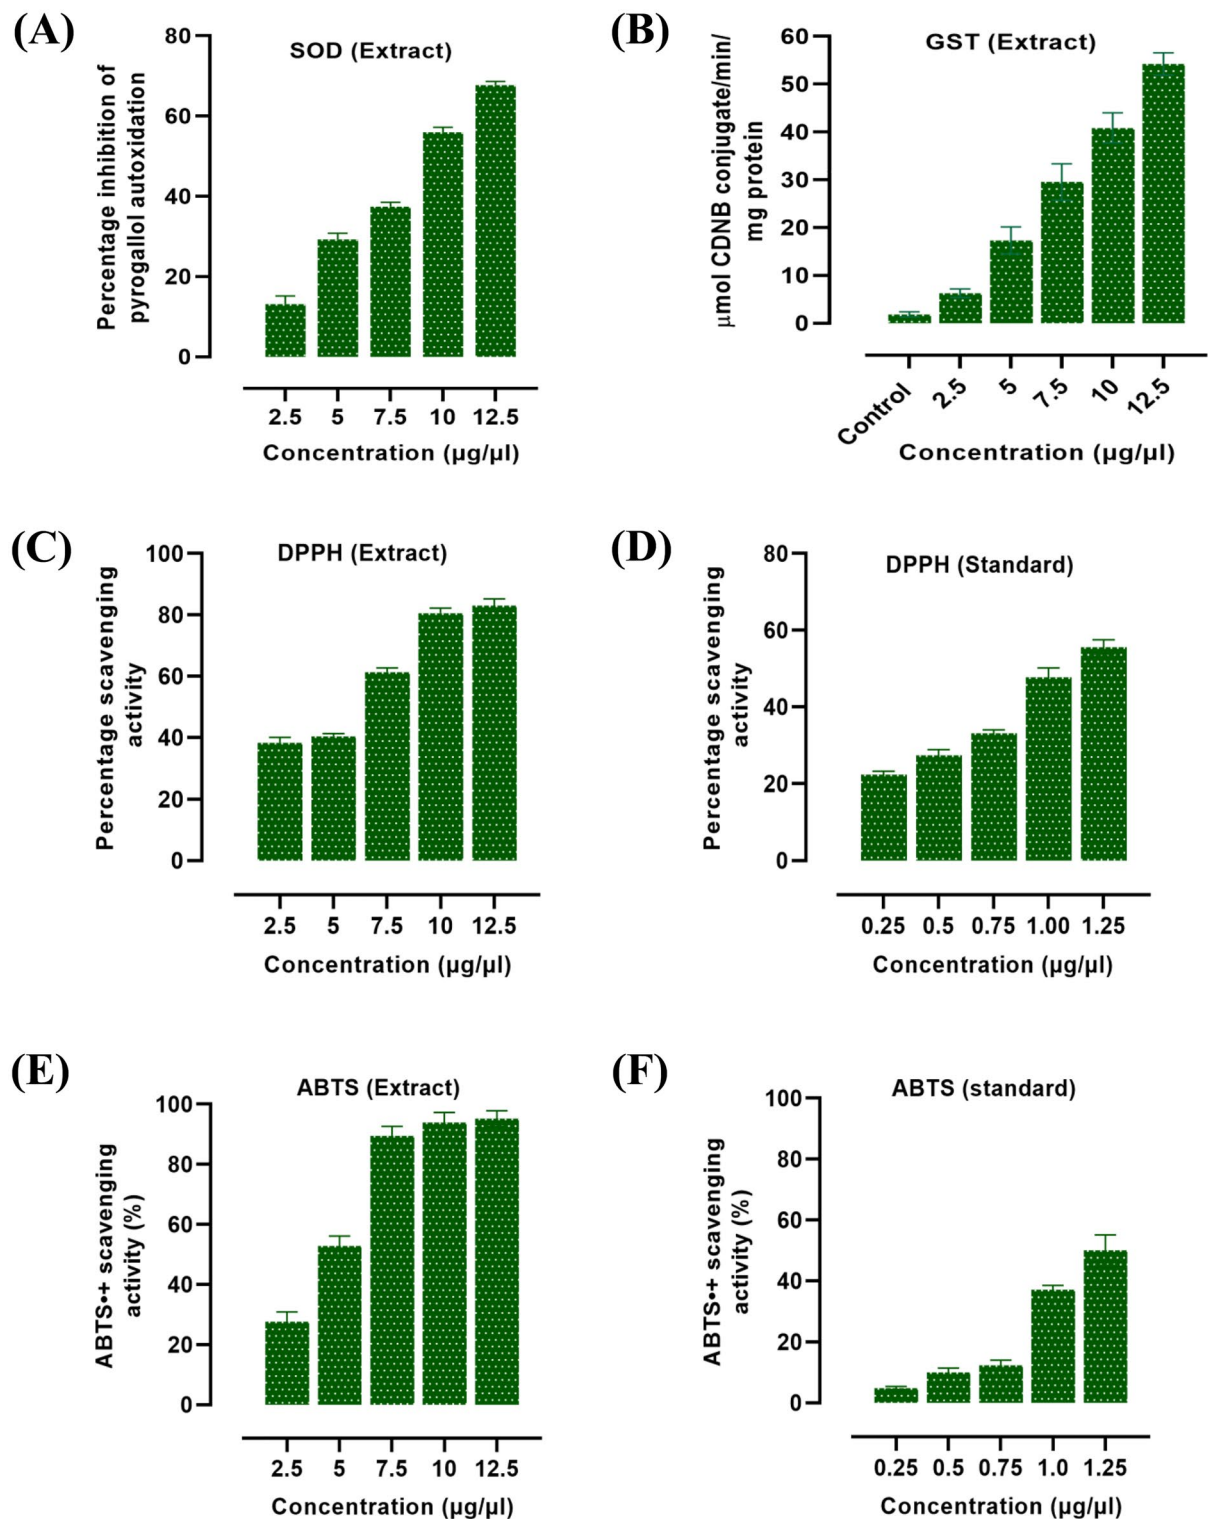 (A)
SOD (Extract)
Percentage inhibition of
pyrogallol autoxidation
80
60
40
20
0
2.5 5 7.5 10 12.5
Concentration (µg/µl)
(B)
GST (Extract)
µmol CDNB conjugate/min/
mg protein
60
50
40
30
20
10
0
Control 2.5 5 7.5 10 12.5
Concentration (µg/µl)
(C)
DPPH (Extract)
Percentage scavenging
activity
100
80
60
40
20
0
2.5 5 7.5 10 12.5
Concentration (µg/µl)
(D)
DPPH (Standard)
Percentage scavenging
activity
80
60
40
20
0
0.25 0.5 0.75 1.00 1.25
Concentration (µg/µl)
(E)
ABTS (Extract)
ABTS•+ scavenging
activity (%)
100
80
60
40
20
0
2.5 5 7.5 10 12.5
Concentration (µg/µl)
(F)
ABTS (standard)
ABTS•+ scavenging
activity (%)
100
80
60
40
20
0
0.25 0.5 0.75 1.0 1.25
Concentration (µg/µl)